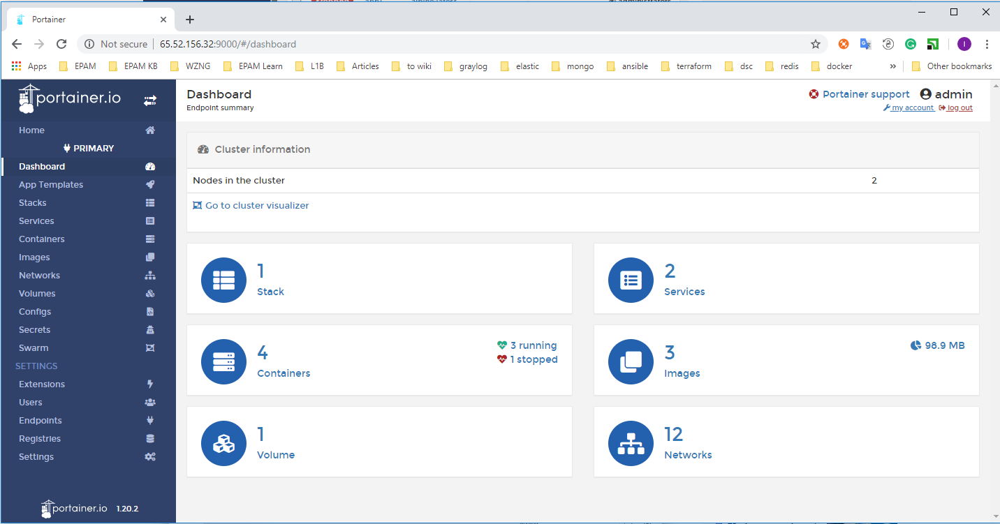 stopped app1 alpine:latest administrators
Portainer
Not secure 65.52.156.32:9000/#/dashboard
Apps EPAM EPAM KB WZNG EPAM Learn L1B Articles to wiki graylog elastic mongo ansible terraform dsc redis docker » Other bookmarks
portainer.io
Dashboard
Portainer support admin
Endpoint summary
my account log out
Home
PRIMARY
Dashboard
App Templates
Stacks
Services
Containers
Images
Networks
Volumes
Configs
Secrets
Swarm
SETTINGS
Extensions
Users
Endpoints
Registries
Settings
portainer.io 1.20.2
Cluster information
Nodes in the cluster 2
Go to cluster visualizer
1
Stack
2
Services
4
Containers
3 running
1 stopped
3
Images
98.9 MB
1
Volume
12
Networks